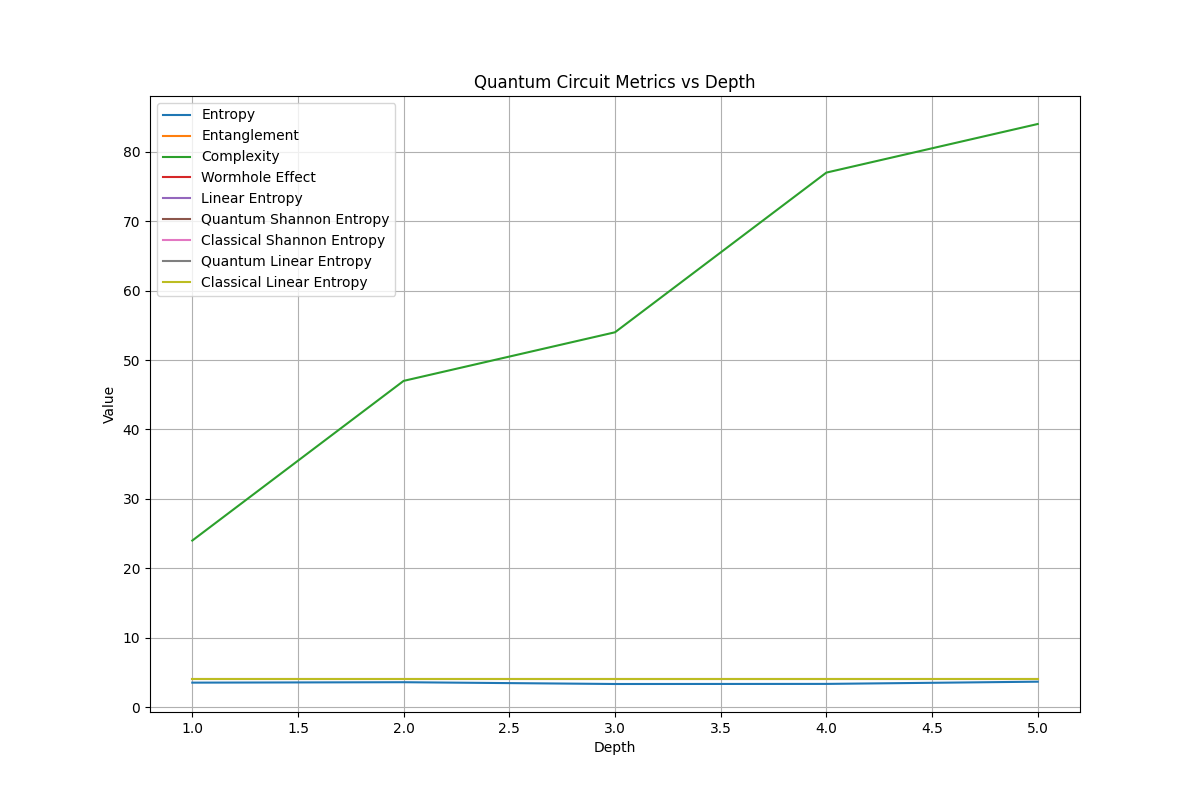 Quantum Circuit Metrics vs Depth
Entropy
Entanglement
Complexity
Wormhole Effect
Linear Entropy
Quantum Shannon Entropy
Classical Shannon Entropy
Quantum Linear Entropy
Classical Linear Entropy
80
70
60
50
40
30
20
10
0
Value
1.0 1.5 2.0 2.5 3.0 3.5 4.0 4.5 5.0
Depth